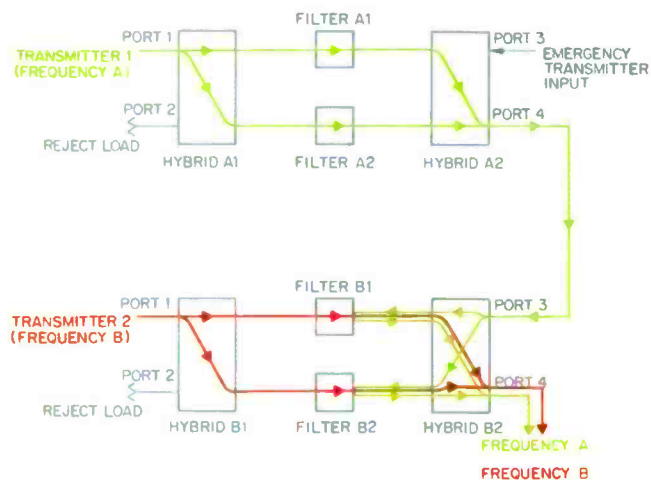 FILTER A1
PORT 1
PORT 3
TRANSMITTER 1
(FREQUENCY A)
EMERGENCY
TRANSMITTER
INPUT
PORT 2
PORT 4
REJECT LOAD
HYBRID A1
FILTER A2
HYBRID A2
FILTER B1
PORT 1
PORT 3
TRANSMITTER 2
(FREQUENCY B)
PORT 2
PORT 4
REJECT LOAD
HYBRID B1
FILTER B2
HYBRID B2
FREQUENCY A
FREQUENCY B